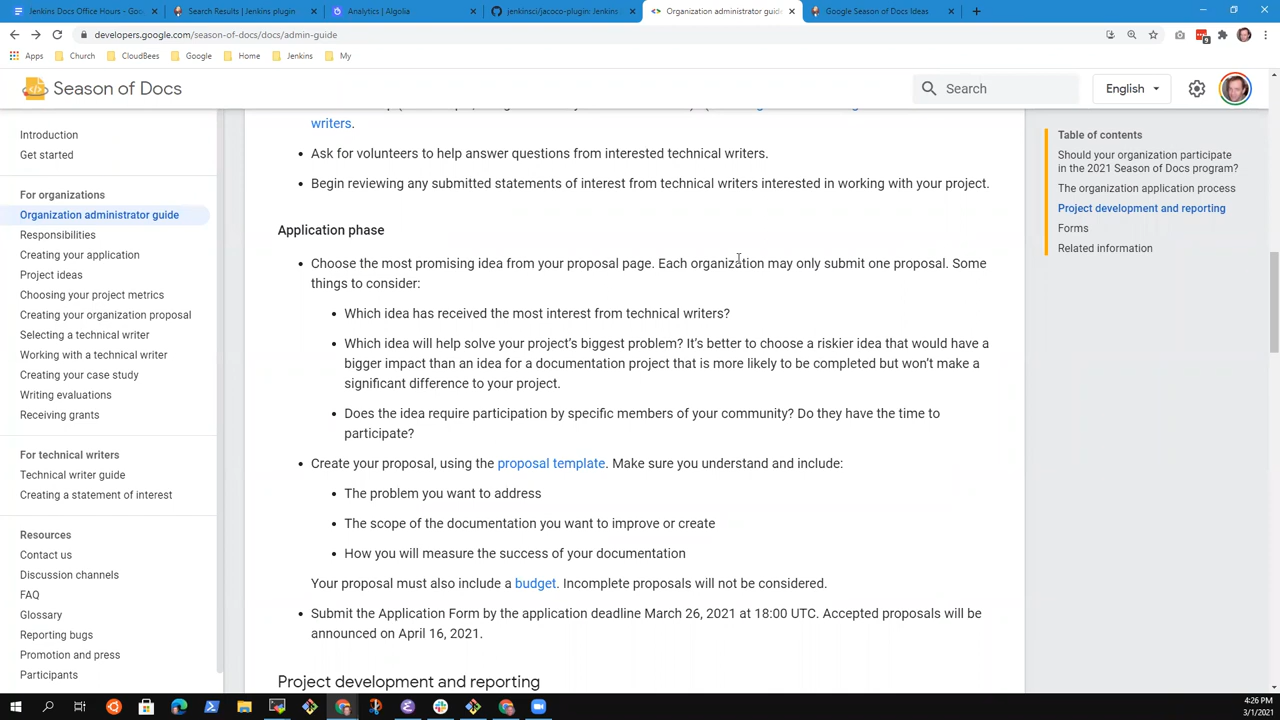 Jenkins Docs Office Hours - Goo
Search Results | Jenkins plugin
Analytics | Algolia
jenkinsci/jacoco-plugin: Jenkins
Organization administrator guide
Google Season of Docs Ideas
developers.google.com/season-of-docs/docs/admin-guide
9
Apps
Church
CloudBees
Google
Home
Jenkins
My
Season of Docs
Search
English
Introduction
Get started
For organizations
Organization administrator guide
Responsibilities
Creating your application
Project ideas
Choosing your project metrics
Creating your organization proposal
Selecting a technical writer
Working with a technical writer
Creating your case study
Writing evaluations
Receiving grants
For technical writers
Technical writer guide
Creating a statement of interest
Resources
Contact us
Discussion channels
FAQ
Glossary
Reporting bugs
Promotion and press
Participants
writers.
• Ask for volunteers to help answer questions from interested technical writers.
• Begin reviewing any submitted statements of interest from technical writers interested in working with your project.
Application phase
• Choose the most promising idea from your proposal page. Each organization may only submit one proposal. Some
things to consider:
• Which idea has received the most interest from technical writers?
• Which idea will help solve your project's biggest problem? It's better to choose a riskier idea that would have a
bigger impact than an idea for a documentation project that is more likely to be completed but won't make a
significant difference to your project.
• Does the idea require participation by specific members of your community? Do they have the time to
participate?
• Create your proposal, using the proposal template. Make sure you understand and include:
• The problem you want to address
• The scope of the documentation you want to improve or create
• How you will measure the success of your documentation
Your proposal must also include a budget. Incomplete proposals will not be considered.
• Submit the Application Form by the application deadline March 26, 2021 at 18:00 UTC. Accepted proposals will be
announced on April 16, 2021.
Project development and reporting
Table of contents
Should your organization participate
in the 2021 Season of Docs program?
The organization application process
Project development and reporting
Forms
Related information
4:26 PM
3/1/2021